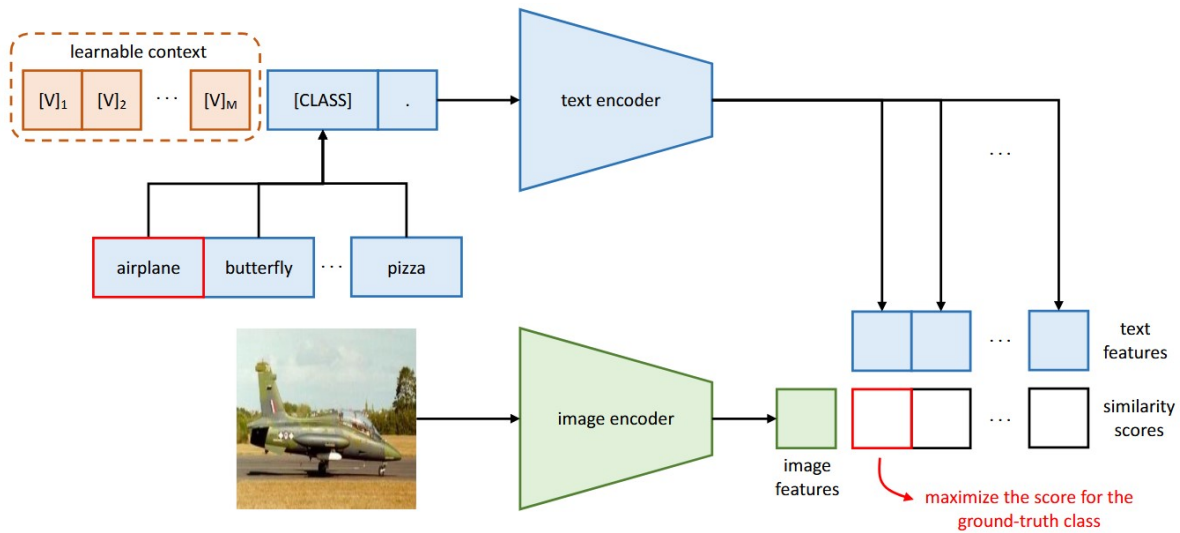 learnable context
[V]₁ [V]₂ ... [V]ₘ [CLASS] .
text encoder
...
airplane butterfly ... pizza
text
features
...
image encoder
similarity
scores
...
image
features
maximize the score for the
ground-truth class